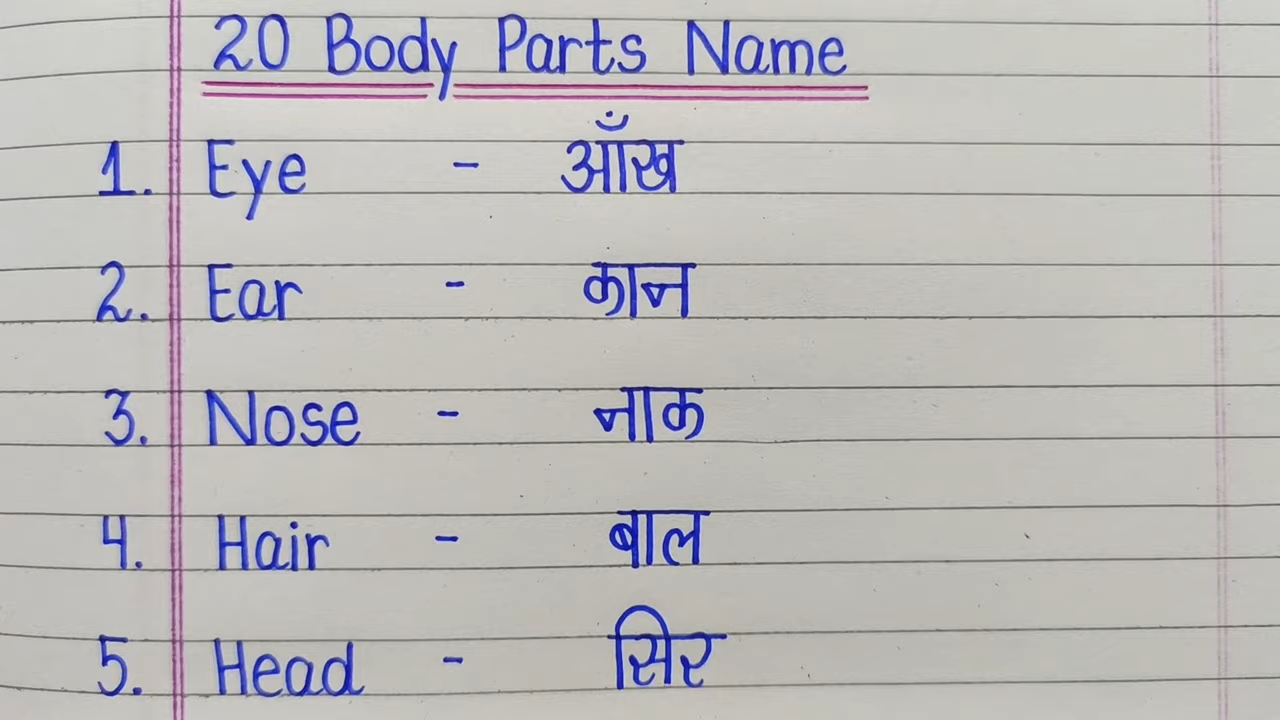 20 Body Parts Name
1. Eye - आँख
2. Ear - कान
3. Nose - नाक
4. Hair - बाल
5. Head - सिर